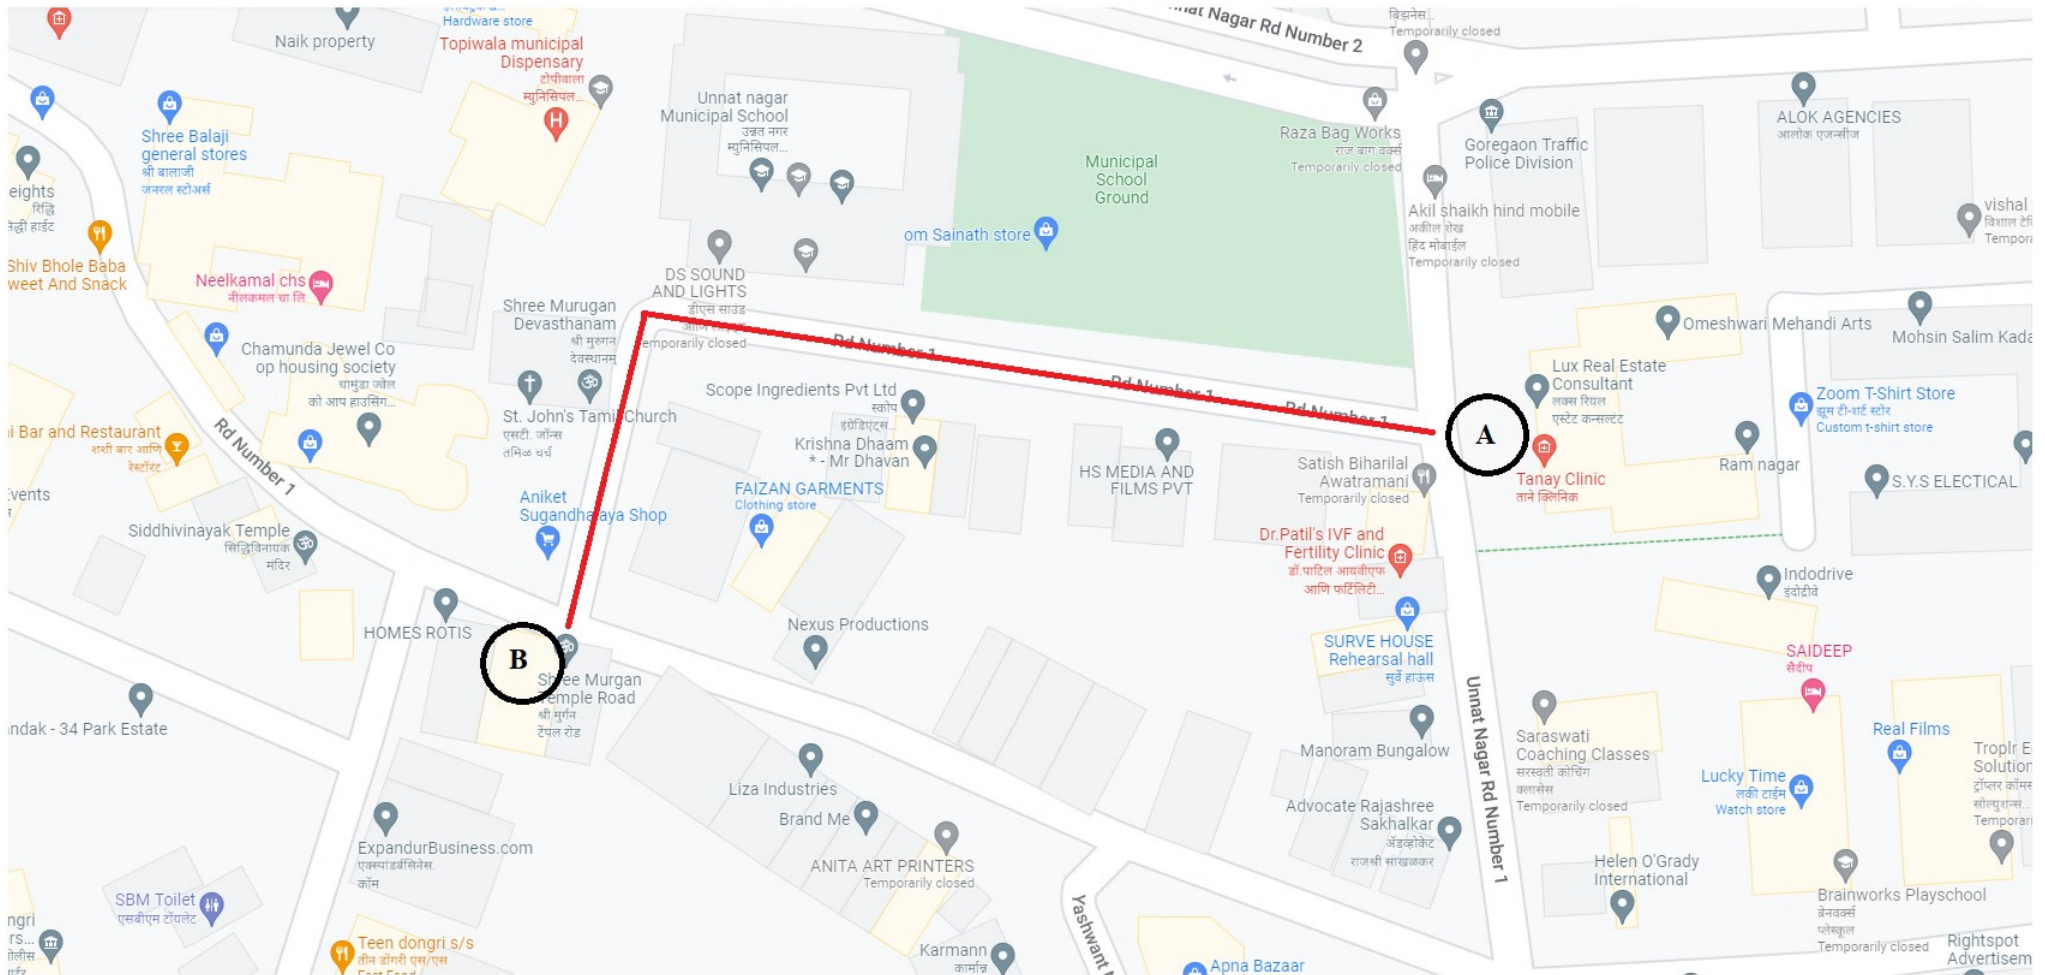 Naik property
Hardware store
Topiwala municipal
Dispensary
टोपीवाला
म्युनिसिपल...
Unnat nagar
Municipal School
उन्नत नगर
म्युनिसिपल...
Nagar Rd Number 2
बिझनेस...
Temporarily closed
Raza Bag Works
राज बाग वर्क्स
Temporarily closed
Goregaon Traffic
Police Division
ALOK AGENCIES
आलोक एजन्सीज
Shree Balaji
general stores
श्री बालाजी
जनरल स्टोअर्स
Municipal
School
Ground
om Sainath store
Akil shaikh hind mobile
अकील शेख
हिंद मोबाईल
Temporarily closed
vishal
eights
रिद्धि
सिद्धी हाईट
Shiv Bhole Baba
weet And Snack
Neelkamal chs
नीलकमल चा लि
DS SOUND
AND LIGHTS
डीएस साउंड
emporarily closed
Shree Murugan
Devasthanam
श्री मुरुगन
देवस्थानम्
Rd Number 1
Rd Number 1
Rd Number 1
Omeshwari Mehandi Arts
Mohsin Salim Kada
Lux Real Estate
Consultant
लक्स रियल
एस्टेट कन्सल्टंट
Chamunda Jewel Co
op housing society
चामुंडा ज्वेल
को आप हाउसिंग...
Scope Ingredients Pvt Ltd
स्कोप
इंग्रेडिएंट्स...
St. John's Tamil Church
एसटी. जॉन्स
तमिळ चर्च
Krishna Dhaam
* - Mr Dhavan
A
Zoom T-Shirt Store
झूम टी-शर्ट स्टोर
Custom t-shirt store
Bar and Restaurant
शशी बार आणि
रेस्टॉरंट
Rd Number 1
HS MEDIA AND
FILMS PVT
Satish Biharilal
Awatramani
Temporarily closed
Tanay Clinic
ताने क्लिनिक
Ram nagar
S.Y.S ELECTICAL
FAIZAN GARMENTS
Clothing store
Aniket
Sugandhalaya Shop
Siddhivinayak Temple
सिद्धिविनायक
मंदिर
Dr.Patil's IVF and
Fertility Clinic
डॉ.पाटिल आयवीएफ
आणि फर्टिलिटी...
Indodrive
इंदोद्रीवे
HOMES ROTIS
Nexus Productions
SURVE HOUSE
Rehearsal hall
सुर्वे हाऊस
B
Shree Murgan
Temple Road
श्री मुर्गन
टेंपल रोड
SAIDEEP
सैदीप
ndak - 34 Park Estate
Unnat Nagar Rd Number 1
Manoram Bungalow
Saraswati
Coaching Classes
सरस्वती कोचिंग
क्लासेस
Temporarily closed
Real Films
Lucky Time
लकी टाईम
Watch store
Liza Industries
Brand Me
Advocate Rajashree
Sakhalkar
ॲडव्होकेट
राजश्री साखळकर
ExpandurBusiness.com
एक्स्पांडर्बसिनेस.
कॉम
ANITA ART PRINTERS
Temporarily closed
Helen O'Grady
International
Brainworks Playschool
ब्रेनवर्क्स
प्लेस्कूल
Temporarily closed
SBM Toilet
एसबीएम टॉयलेट
Yashwant
Teen dongri s/s
तीन डोंगरी एस/एस
Karmann
कार्मान्न
Apna Bazaar
Rightspot
Advertisem